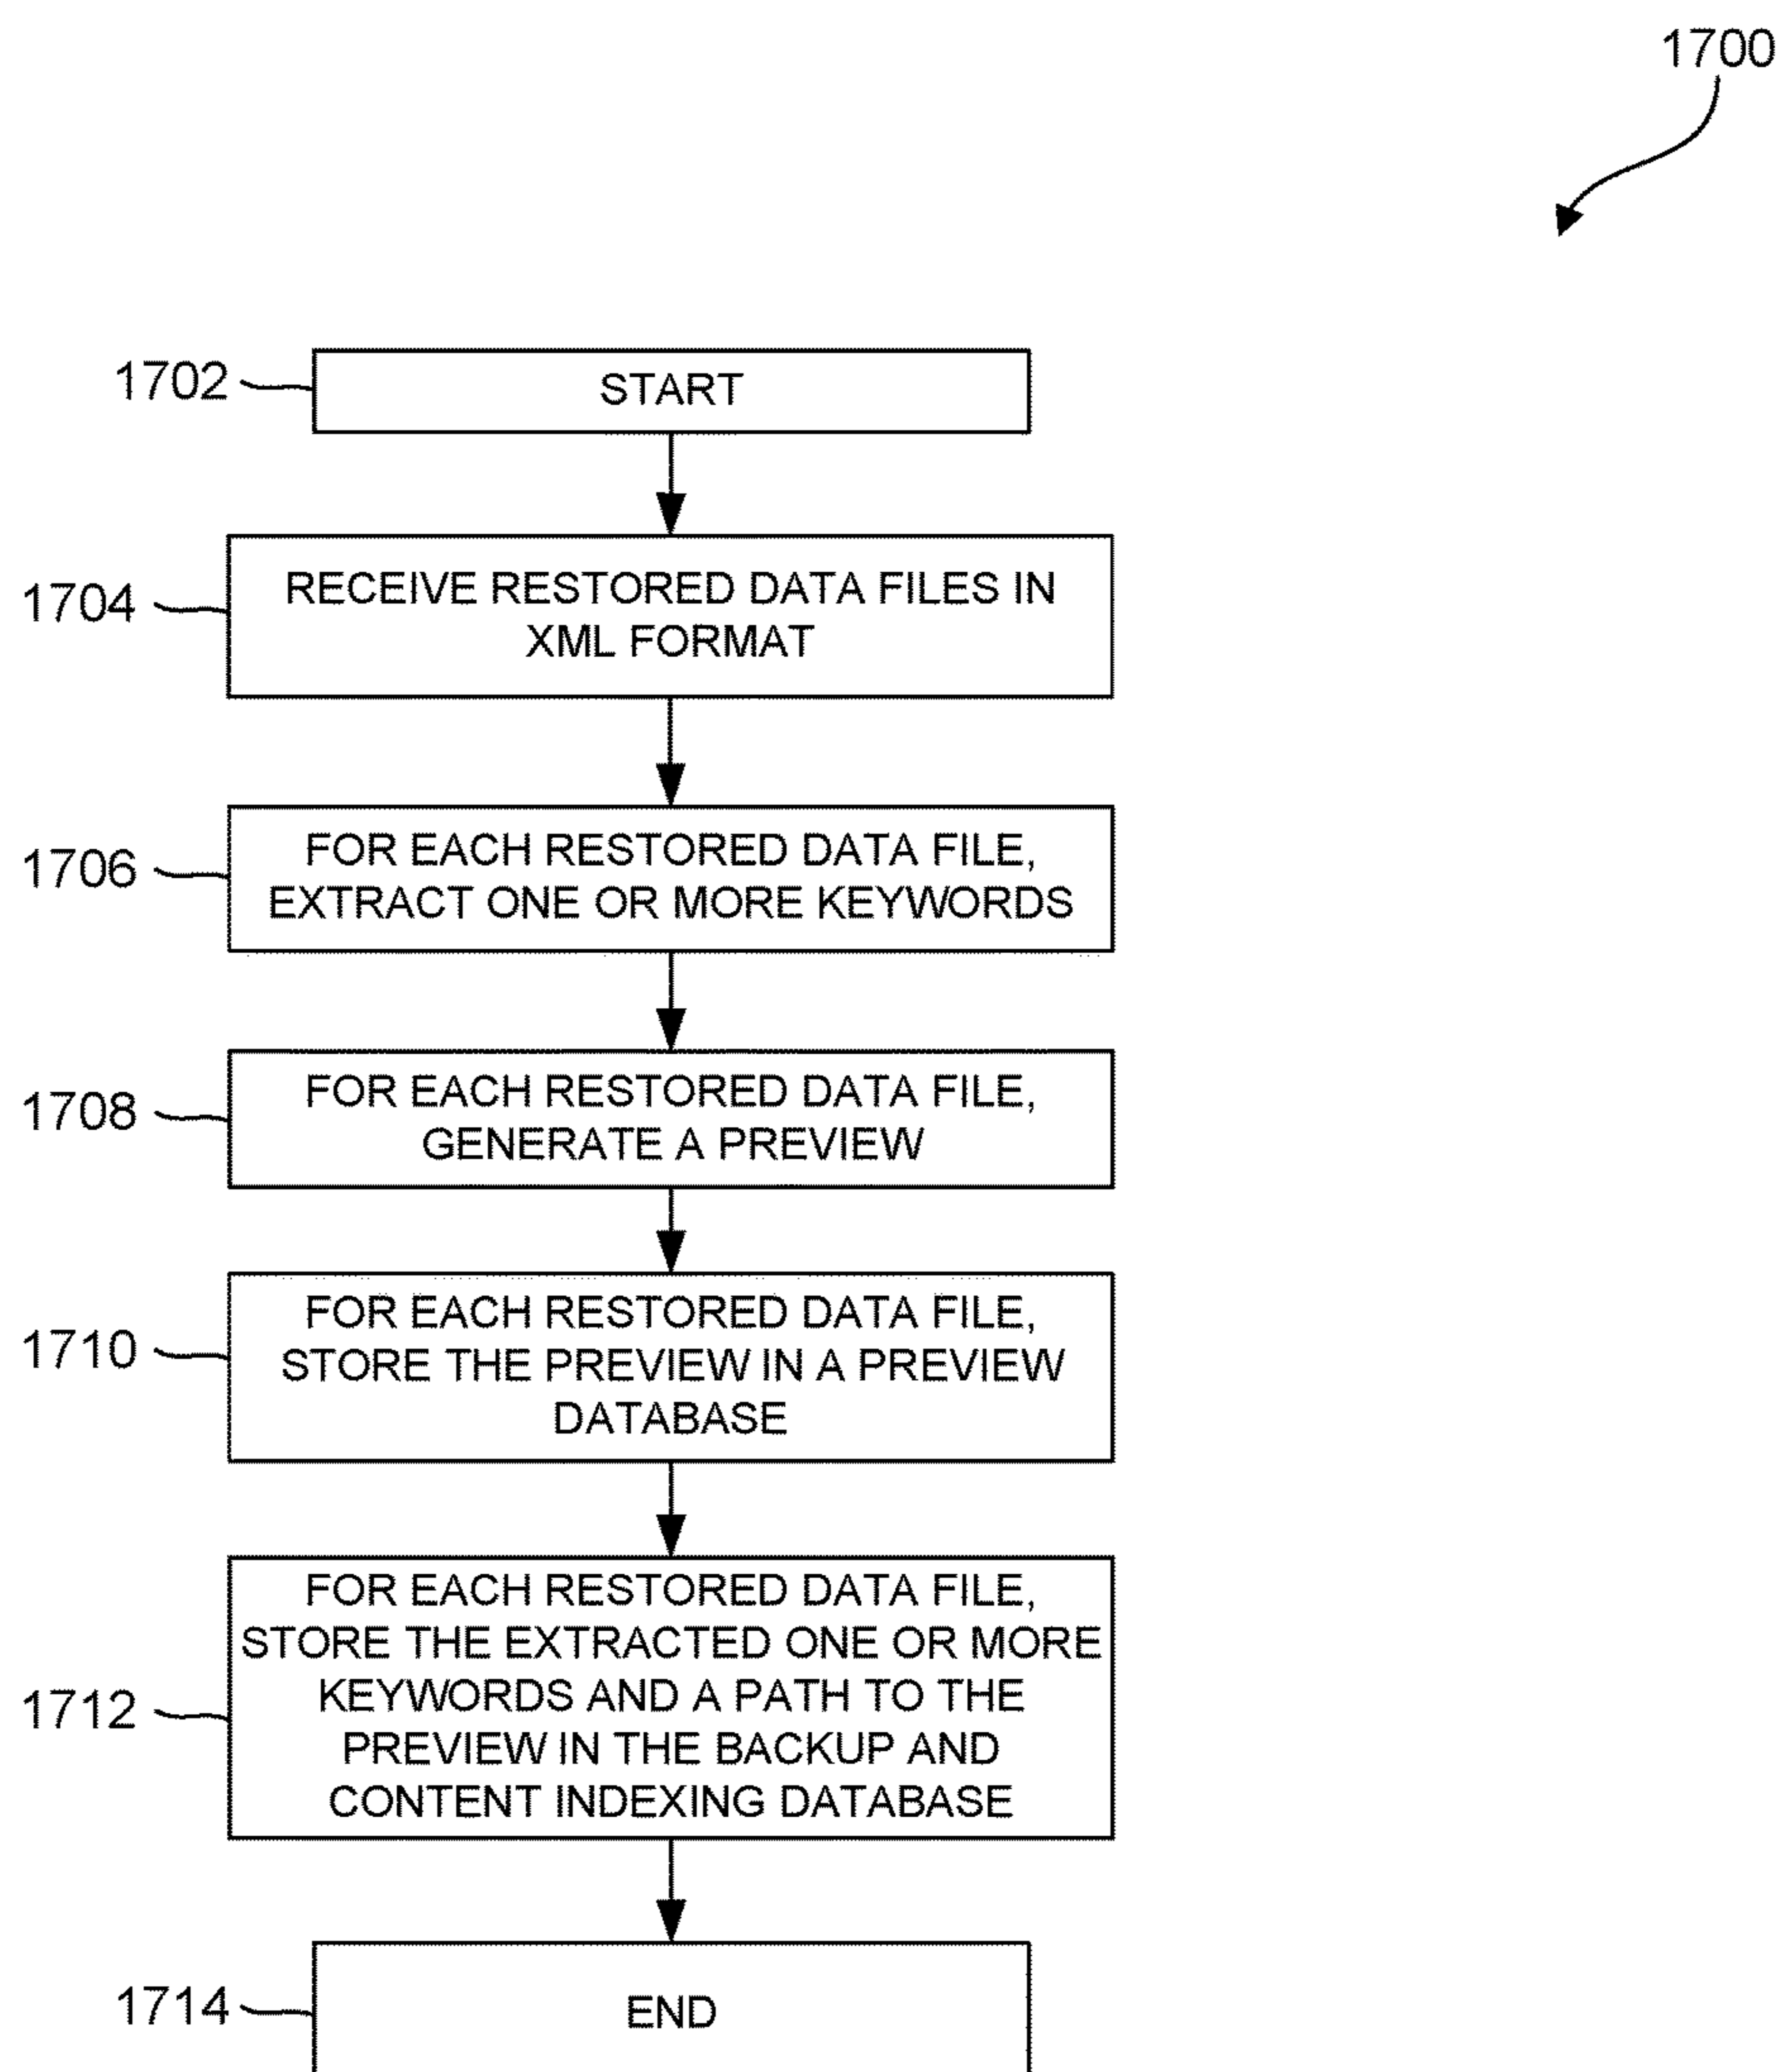 1700
1702
START
1704
RECEIVE RESTORED DATA FILES IN
XML FORMAT
1706
FOR EACH RESTORED DATA FILE,
EXTRACT ONE OR MORE KEYWORDS
1708
FOR EACH RESTORED DATA FILE,
GENERATE A PREVIEW
1710
FOR EACH RESTORED DATA FILE,
STORE THE PREVIEW IN A PREVIEW
DATABASE
1712
FOR EACH RESTORED DATA FILE,
STORE THE EXTRACTED ONE OR MORE
KEYWORDS AND A PATH TO THE
PREVIEW IN THE BACKUP AND
CONTENT INDEXING DATABASE
1714
END